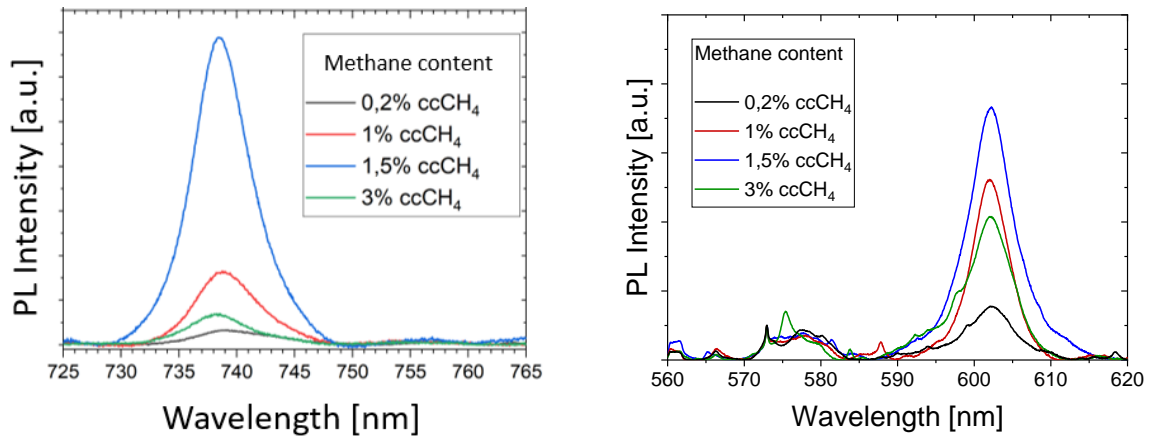 PL Intensity [a.u.]
Methane content
0,2% ccCH₄
1% ccCH₄
1,5% ccCH₄
3% ccCH₄
725 730 735 740 745 750 755 760 765
Wavelength [nm]
PL Intensity [a.u.]
Methane content
0,2% ccCH₄
1% ccCH₄
1,5% ccCH₄
3% ccCH₄
560 570 580 590 600 610 620
Wavelength [nm]